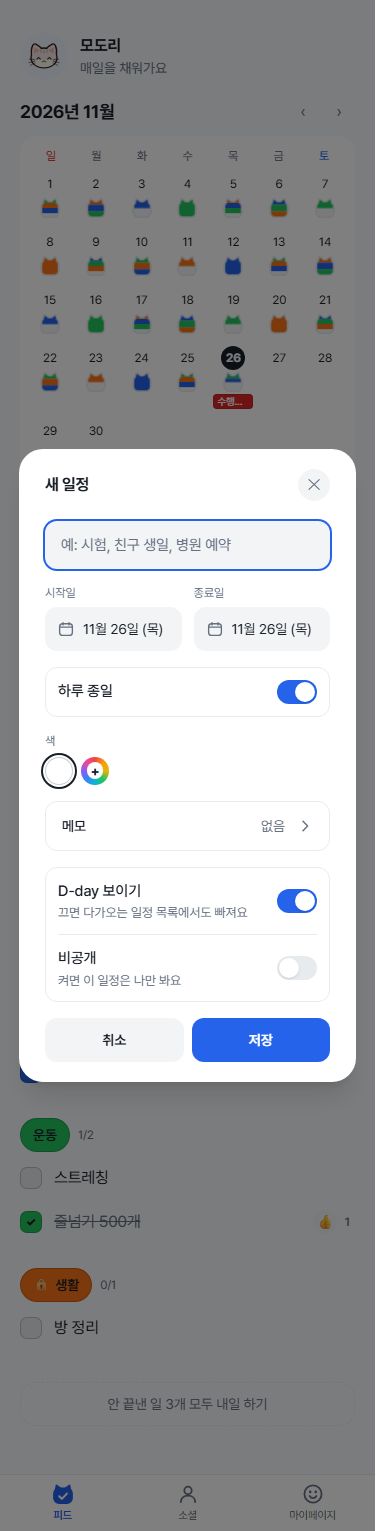 모도리
매일을 채워가요
2026년 11월
일 월 화 수 목 금 토
1 2 3 4 5 6 7
8 9 10 11 12 13 14
15 16 17 18 19 20 21
22 23 24 25 26 27 28
수행...
29 30
새 일정
예: 시험, 친구 생일, 병원 예약
시작일 종료일
11월 26일 (목) 11월 26일 (목)
하루 종일
색
메모 없음
D-day 보이기
끄면 다가오는 일정 목록에서도 빠져요
비공개
켜면 이 일정은 나만 봐요
취소 저장
운동 1/2
스트레칭
줄넘기 500개 1
생활 0/1
방 정리
안 끝낸 일 3개 모두 내일 하기
피드 소셜 마이페이지